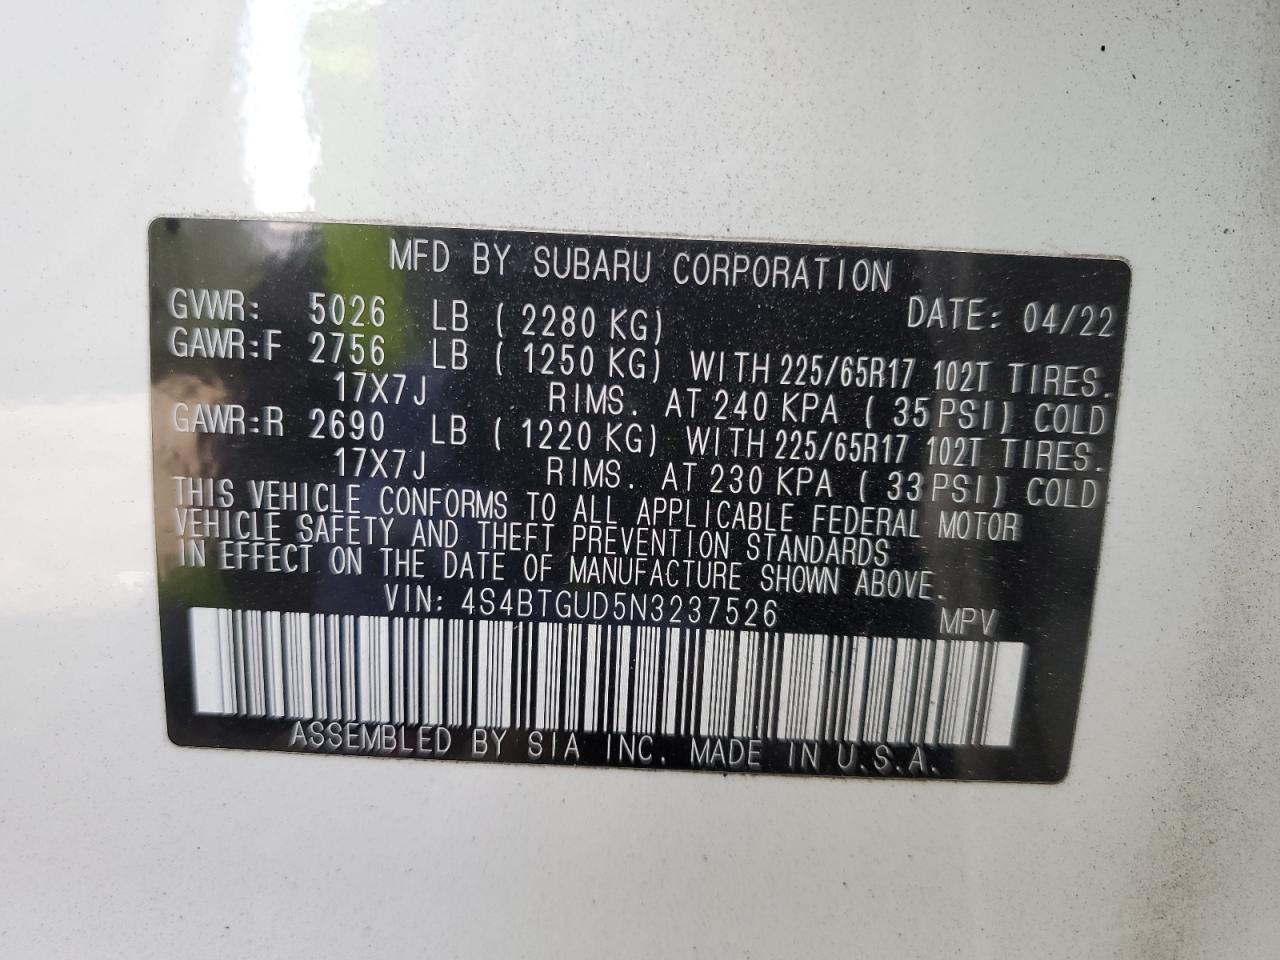 MFD BY SUBARU CORPORATION
GVWR: 5026 LB ( 2280 KG) DATE: 04/22
GAWR:F 2756 LB ( 1250 KG) WITH 225/65R17 102T TIRES.
17X7J RIMS. AT 240 KPA ( 35 PSI) COLD
GAWR:R 2690 LB ( 1220 KG) WITH 225/65R17 102T TIRES.
17X7J RIMS. AT 230 KPA ( 33 PSI) COLD
THIS VEHICLE CONFORMS TO ALL APPLICABLE FEDERAL MOTOR
VEHICLE SAFETY AND THEFT PREVENTION STANDARDS
IN EFFECT ON THE DATE OF MANUFACTURE SHOWN ABOVE.
VIN: 4S4BTGUD5N3237526 MPV
ASSEMBLED BY SIA INC. MADE IN U.S.A.